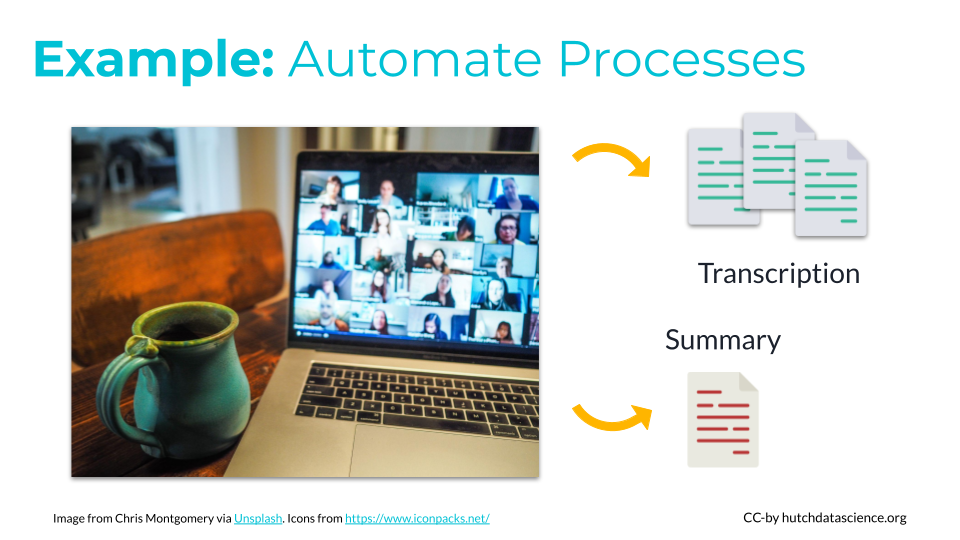 Example: Automate Processes
Transcription
Summary
Image from Chris Montgomery via Unsplash. Icons from https://www.iconpacks.net/
CC-by hutchdatascience.org